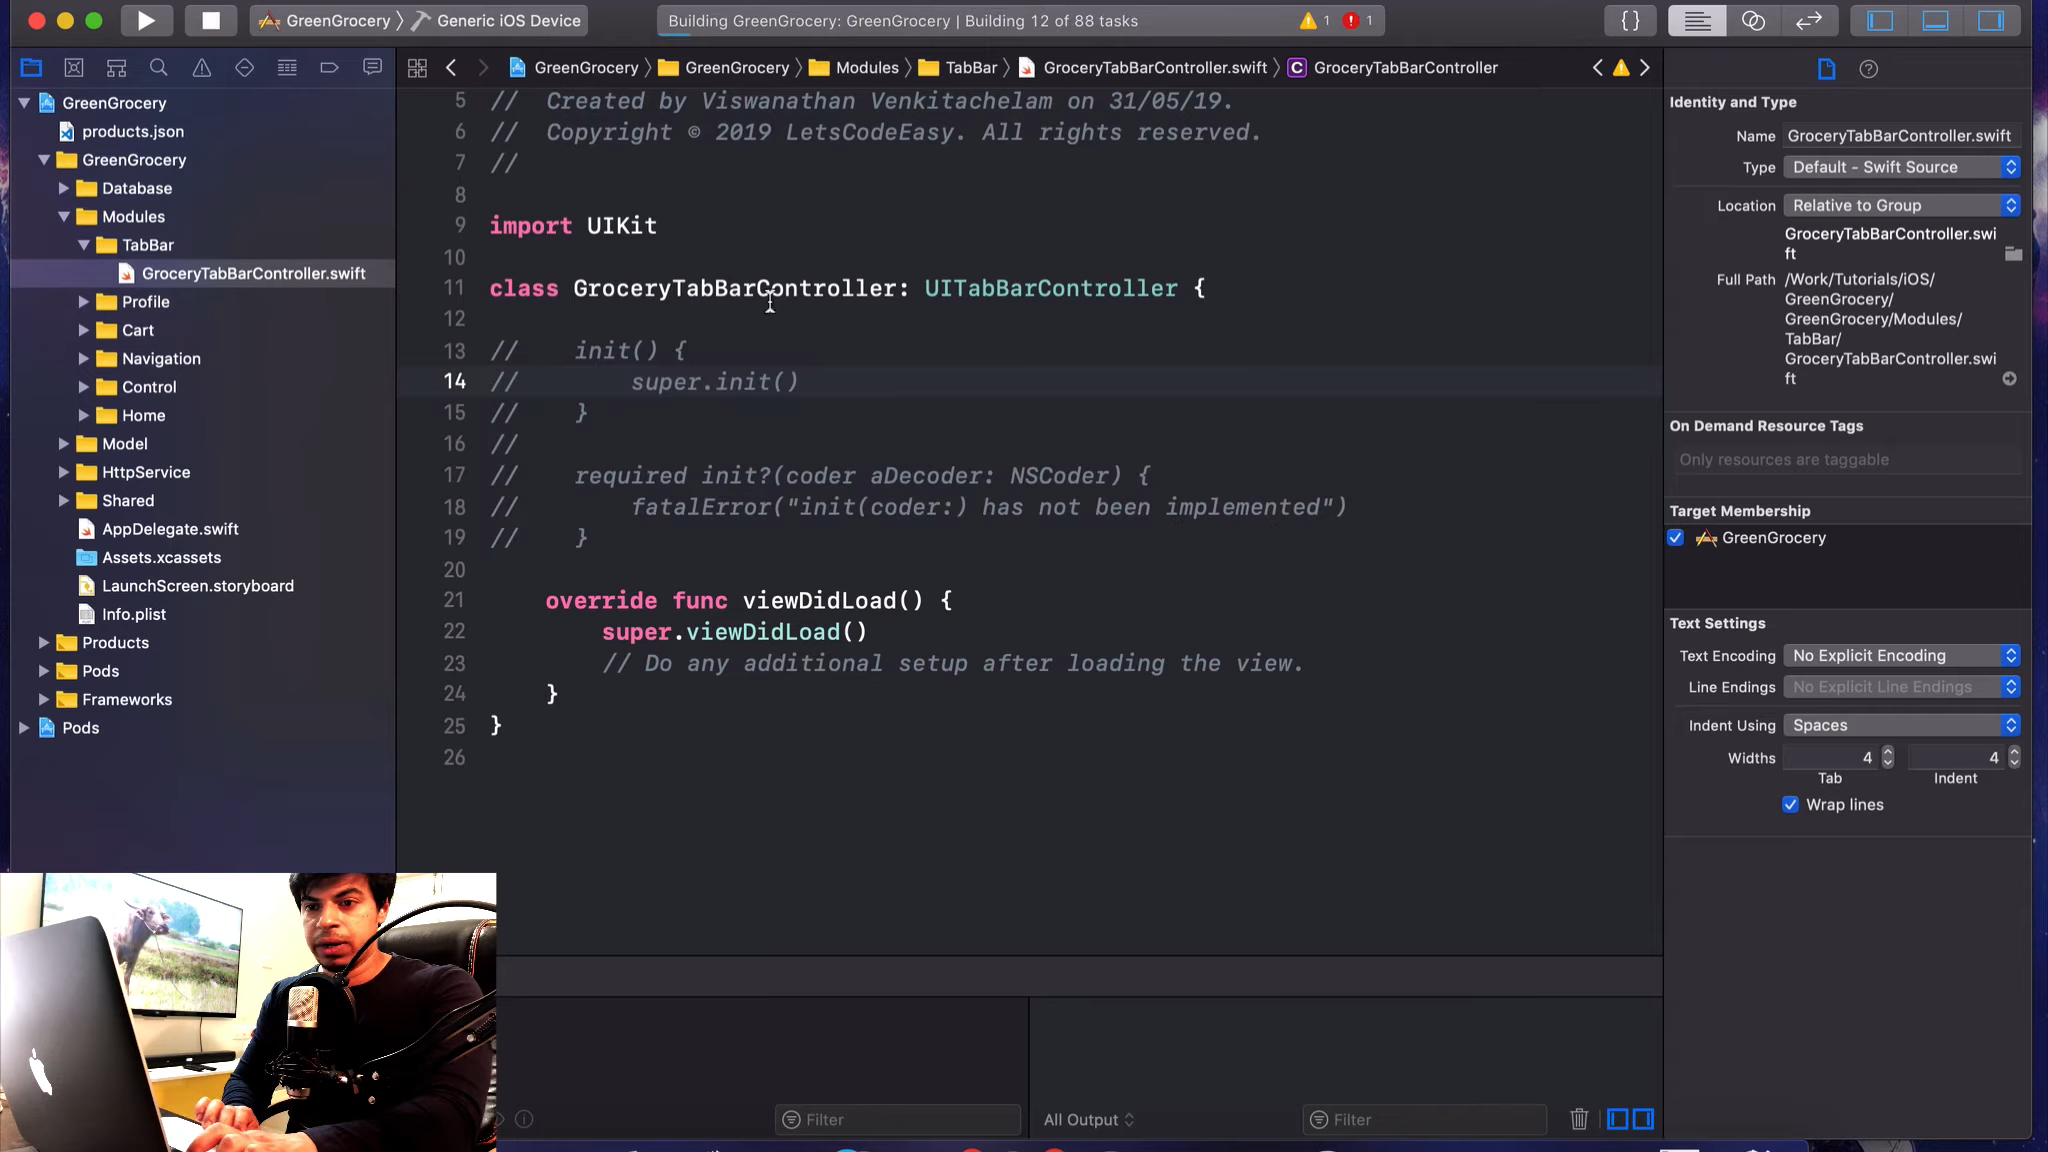 GreenGrocery 〉 Generic iOS Device
Building GreenGrocery: GreenGrocery | Building 12 of 88 tasks
1 1
GreenGrocery 〉 GreenGrocery 〉 Modules 〉 TabBar 〉 GroceryTabBarController.swift 〉 C GroceryTabBarController
GreenGrocery
products.json
GreenGrocery
Database
Modules
TabBar
GroceryTabBarController.swift
Profile
Cart
Navigation
Control
Home
Model
HttpService
Shared
AppDelegate.swift
Assets.xcassets
LaunchScreen.storyboard
Info.plist
Products
Pods
Frameworks
Pods
5 //  Created by Viswanathan Venkitachelam on 31/05/19.
6 //  Copyright © 2019 LetsCodeEasy. All rights reserved.
7 //
8
9 import UIKit
10
11 class GroceryTabBarController: UITabBarController {
12
13 //    init() {
14 //        super.init()
15 //    }
16 //
17 //    required init?(coder aDecoder: NSCoder) {
18 //        fatalError("init(coder:) has not been implemented")
19 //    }
20
21     override func viewDidLoad() {
22         super.viewDidLoad()
23         // Do any additional setup after loading the view.
24     }
25 }
26
Filter
All Output
Filter
Identity and Type
Name GroceryTabBarController.swift
Type Default - Swift Source
Location Relative to Group
GroceryTabBarController.swi
ft
Full Path /Work/Tutorials/iOS/
GreenGrocery/
GreenGrocery/Modules/
TabBar/
GroceryTabBarController.swi
ft
On Demand Resource Tags
Only resources are taggable
Target Membership
GreenGrocery
Text Settings
Text Encoding No Explicit Encoding
Line Endings No Explicit Line Endings
Indent Using Spaces
Widths 4 4
Tab Indent
Wrap lines